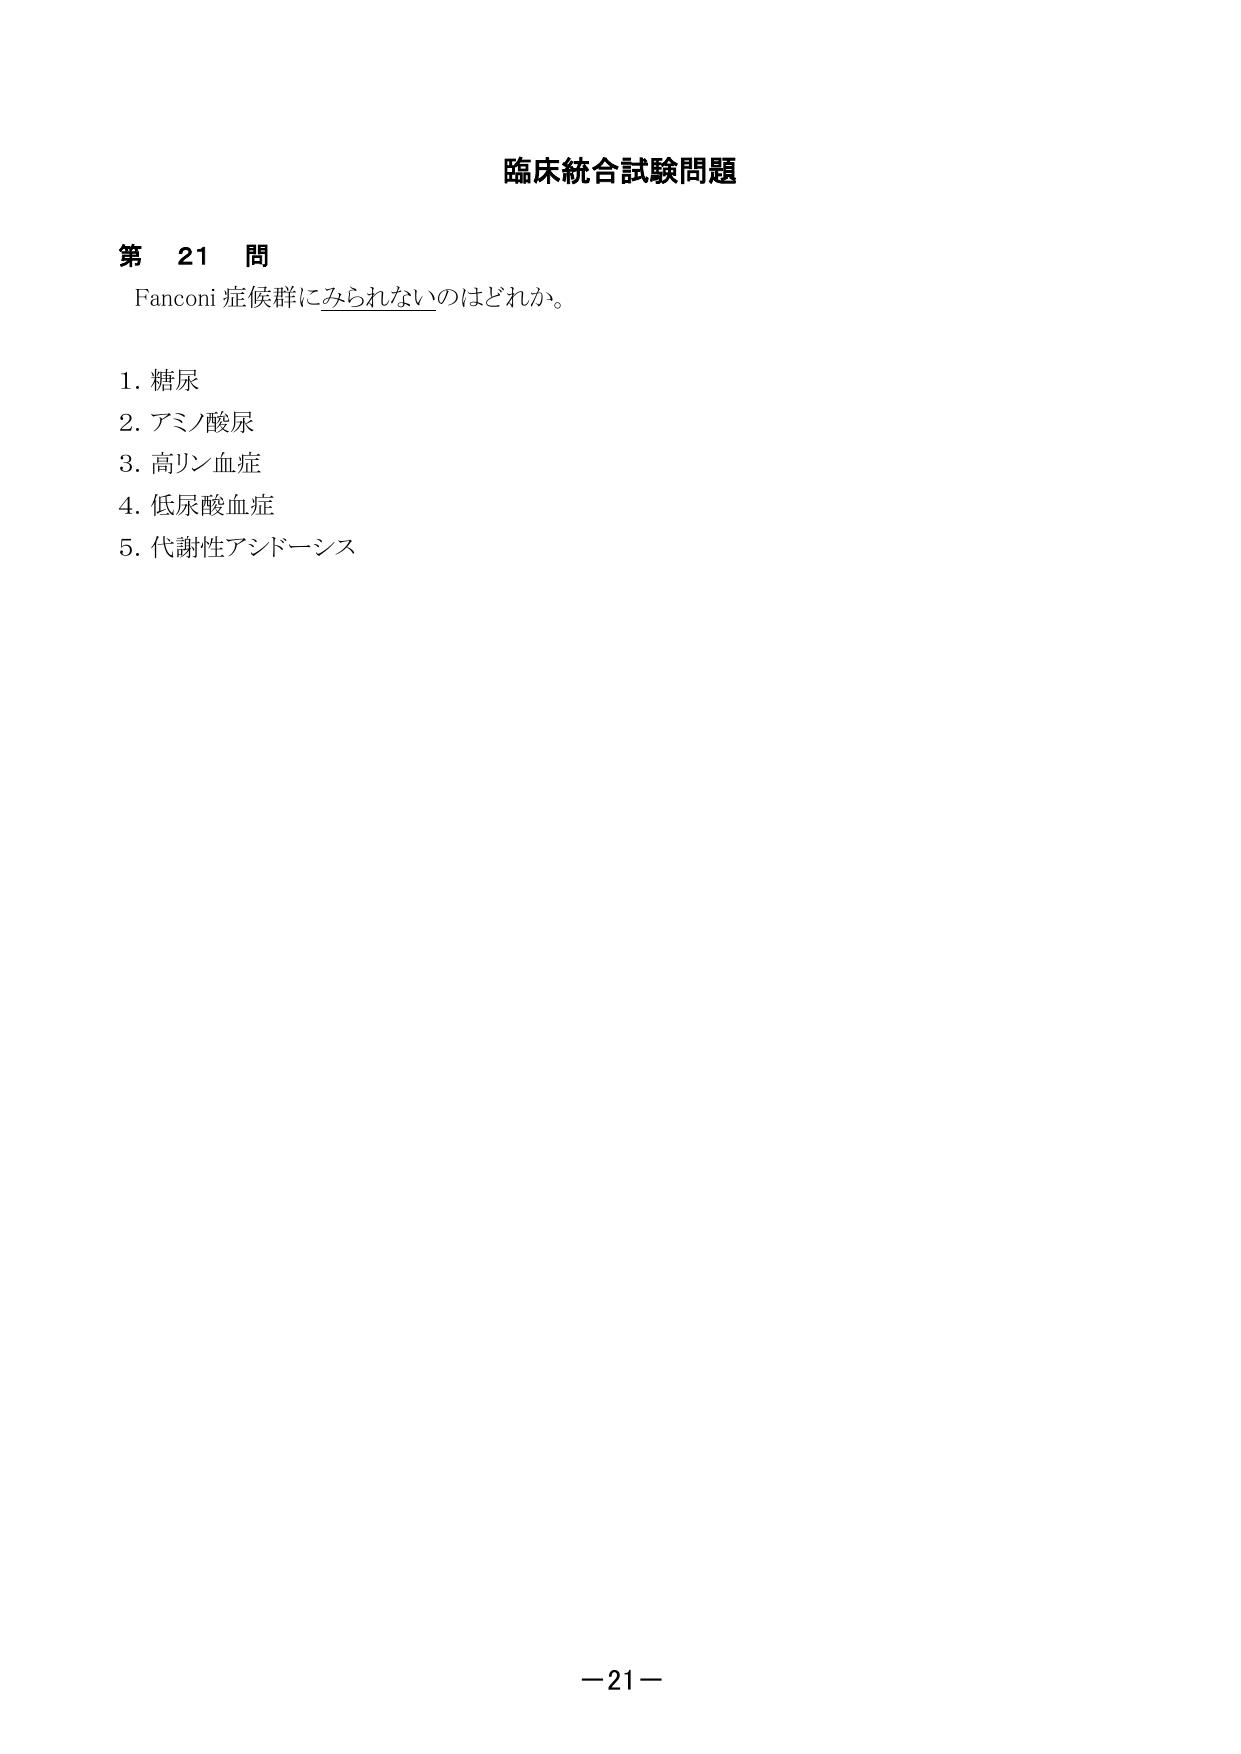 臨床統合試験問題
第 21 問
Fanconi 症候群にみられないのはどれか。
1. 糖尿
2. アミノ酸尿
3. 高リン血症
4. 低尿酸血症
5. 代謝性アシドーシス
－21－